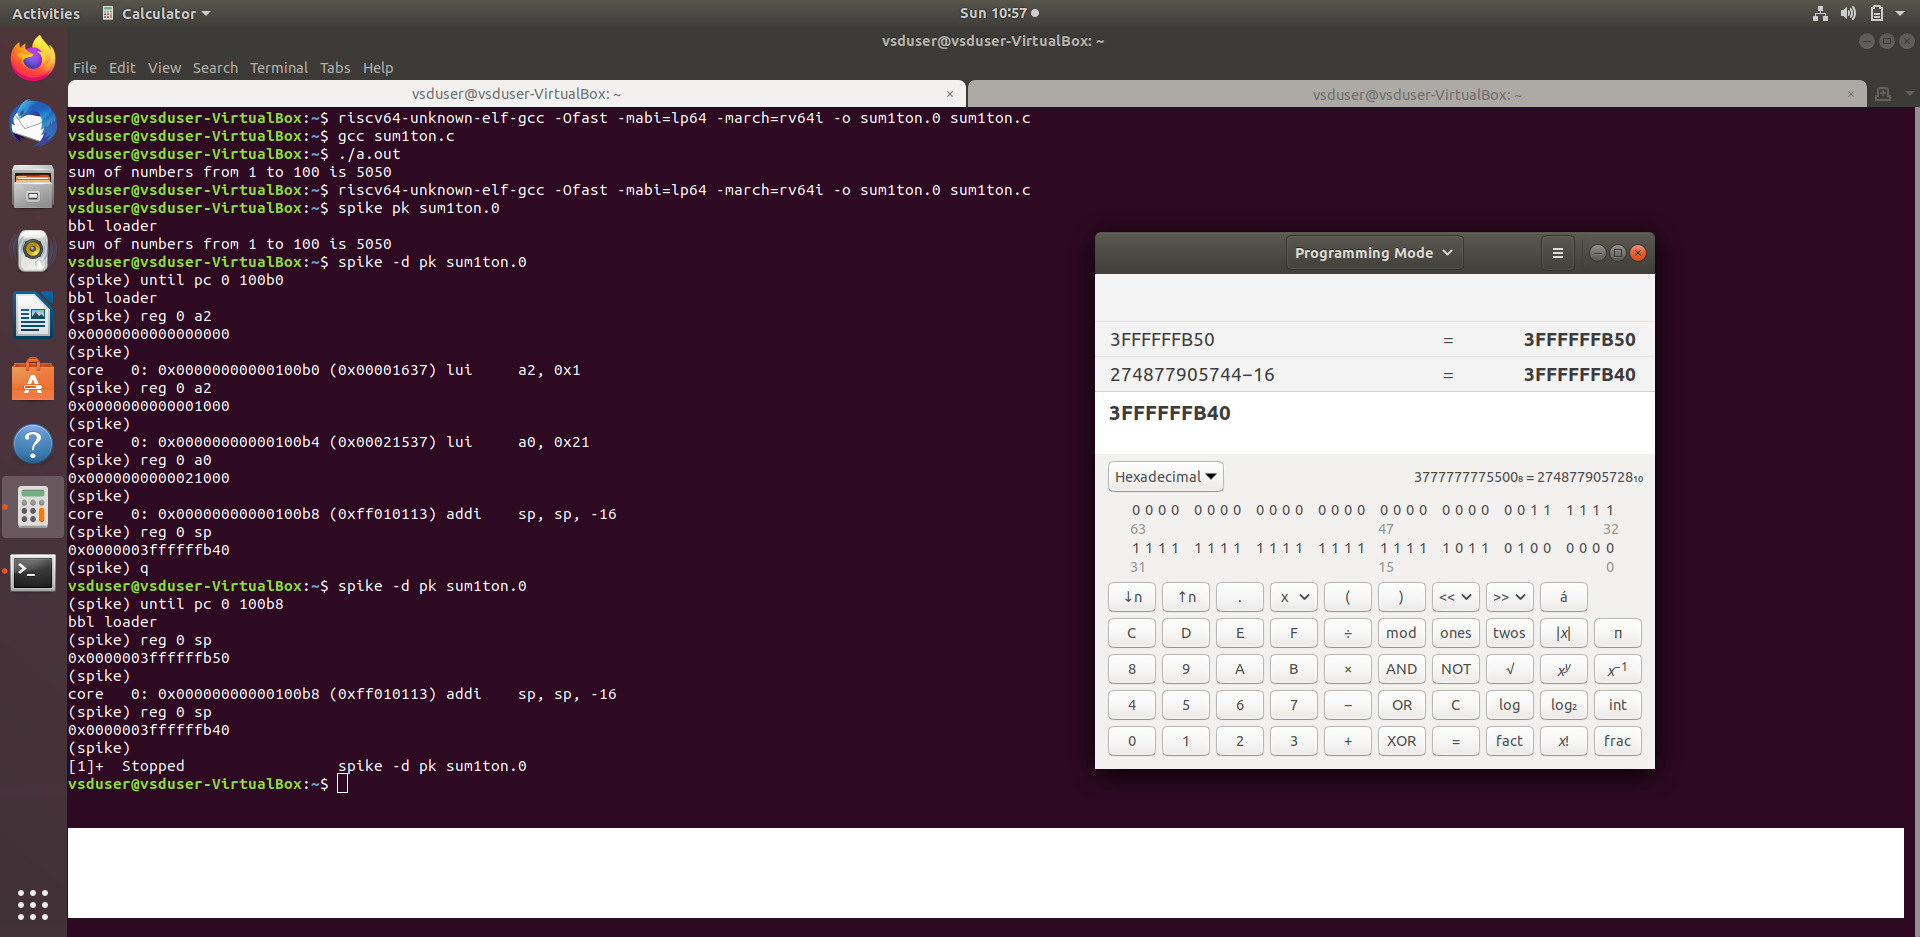 Activities Calculator Sun 10:57
vsduser@vsduser-VirtualBox: ~
File Edit View Search Terminal Tabs Help
vsduser@vsduser-VirtualBox: ~ × vsduser@vsduser-VirtualBox: ~ ×
vsduser@vsduser-VirtualBox:~$ riscv64-unknown-elf-gcc -Ofast -mabi=lp64 -march=rv64i -o sum1ton.0 sum1ton.c
vsduser@vsduser-VirtualBox:~$ gcc sum1ton.c
vsduser@vsduser-VirtualBox:~$ ./a.out
sum of numbers from 1 to 100 is 5050
vsduser@vsduser-VirtualBox:~$ riscv64-unknown-elf-gcc -Ofast -mabi=lp64 -march=rv64i -o sum1ton.0 sum1ton.c
vsduser@vsduser-VirtualBox:~$ spike pk sum1ton.0
bbl loader
sum of numbers from 1 to 100 is 5050
vsduser@vsduser-VirtualBox:~$ spike -d pk sum1ton.0
(spike) until pc 0 100b0
bbl loader
(spike) reg 0 a2
0x0000000000000000
(spike)
core   0: 0x00000000000100b0 (0x00001637) lui     a2, 0x1
(spike) reg 0 a2
0x0000000000001000
(spike)
core   0: 0x00000000000100b4 (0x00021537) lui     a0, 0x21
(spike) reg 0 a0
0x0000000000021000
(spike)
core   0: 0x00000000000100b8 (0xff010113) addi    sp, sp, -16
(spike) reg 0 sp
0x0000003ffffffb40
(spike) q
vsduser@vsduser-VirtualBox:~$ spike -d pk sum1ton.0
(spike) until pc 0 100b8
bbl loader
(spike) reg 0 sp
0x0000003ffffffb50
(spike)
core   0: 0x00000000000100b8 (0xff010113) addi    sp, sp, -16
(spike) reg 0 sp
0x0000003ffffffb40
(spike)
[1]+  Stopped                 spike -d pk sum1ton.0
vsduser@vsduser-VirtualBox:~$
Programming Mode
3FFFFFFB50 = 3FFFFFFB50
274877905744−16 = 3FFFFFFB40
3FFFFFFB40
Hexadecimal 3777777775500₈ = 274877905728₁₀
0000 0000 0000 0000 0000 0000 0011 1111
63 47 32
1111 1111 1111 1111 1111 1011 0100 0000
31 15 0
↓n ↑n . x ( ) << >> á
C D E F ÷ mod ones twos |x| π
8 9 A B × AND NOT √ xʸ x⁻¹
4 5 6 7 − OR C log log₂ int
0 1 2 3 + XOR = fact x! frac